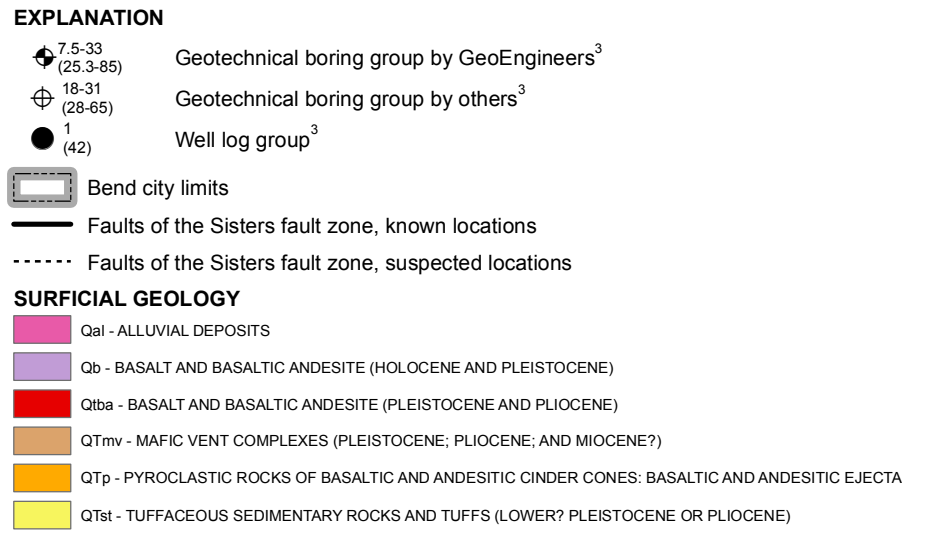 EXPLANATION
7.5-33
(25.3-85)
Geotechnical boring group by GeoEngineers3
18-31
(28-65)
Geotechnical boring group by others3
1
(42)
Well log group3
Bend city limits
Faults of the Sisters fault zone, known locations
Faults of the Sisters fault zone, suspected locations
SURFICIAL GEOLOGY
Qal - ALLUVIAL DEPOSITS
Qb - BASALT AND BASALTIC ANDESITE (HOLOCENE AND PLEISTOCENE)
Qtba - BASALT AND BASALTIC ANDESITE (PLEISTOCENE AND PLIOCENE)
QTmv - MAFIC VENT COMPLEXES (PLEISTOCENE; PLIOCENE; AND MIOCENE?)
QTp - PYROCLASTIC ROCKS OF BASALTIC AND ANDESITIC CINDER CONES: BASALTIC AND ANDESITIC EJECTA
QTst - TUFFACEOUS SEDIMENTARY ROCKS AND TUFFS (LOWER? PLEISTOCENE OR PLIOCENE)